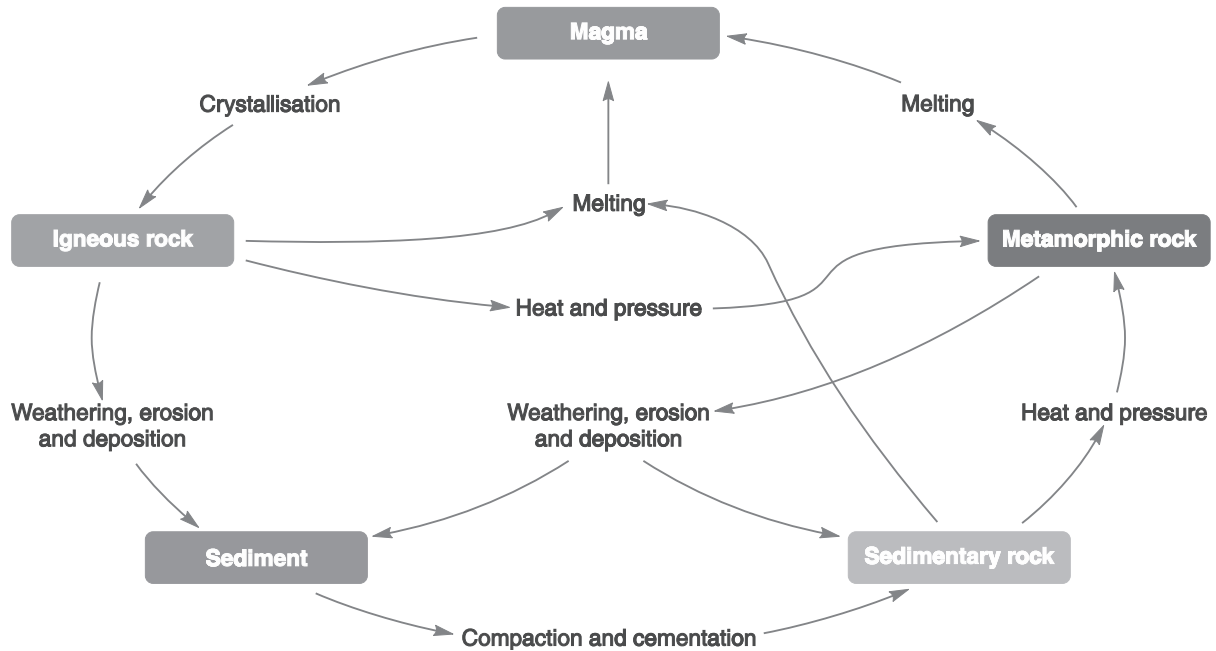 Magma
Crystallisation
Melting
Melting
Igneous rock
Metamorphic rock
Heat and pressure
Weathering, erosion
and deposition
Weathering, erosion
and deposition
Heat and pressure
Sediment
Sedimentary rock
Compaction and cementation